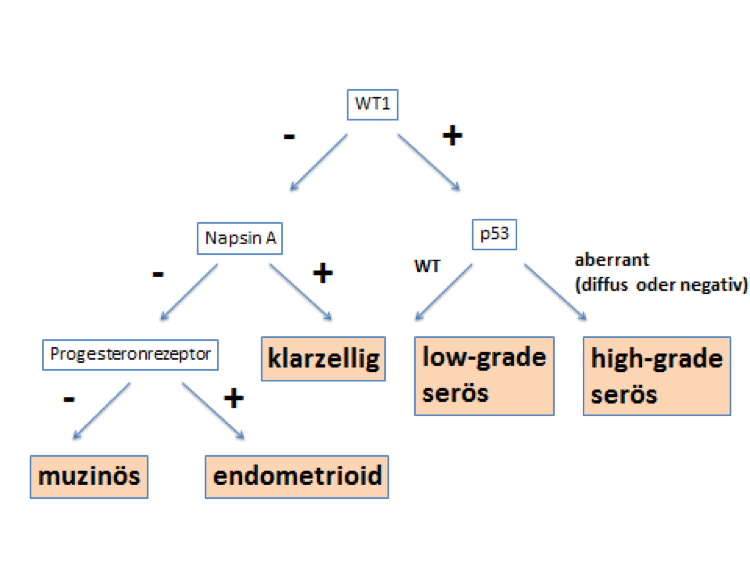 WT1
-
+
Napsin A
p53
-
+
WT
aberrant
(diffus oder negativ)
Progesteronrezeptor
klarzellig
low-grade
serös
high-grade
serös
-
+
muzinös
endometrioid